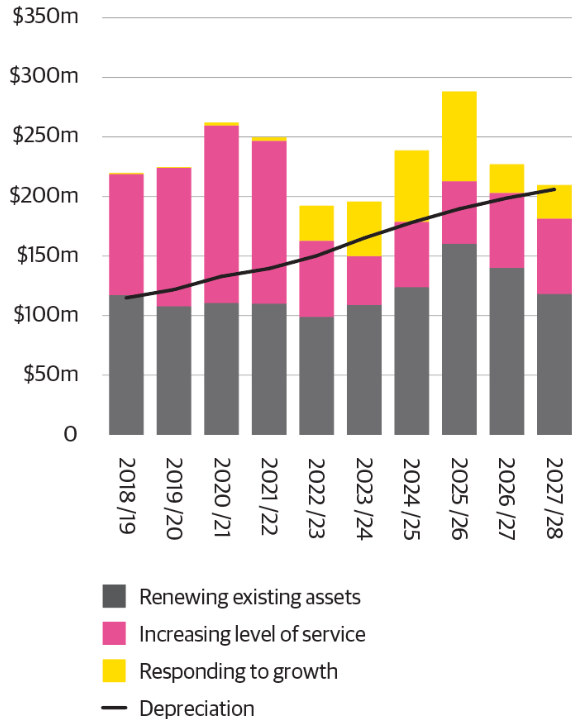 $350m
$300m
$250m
$200m
$150m
$100m
$50m
0
2018 /19
2019 /20
2020 /21
2021 /22
2022 /23
2023 /24
2024 /25
2025 /26
2026 /27
2027 /28
Renewing existing assets
Increasing level of service
Responding to growth
Depreciation